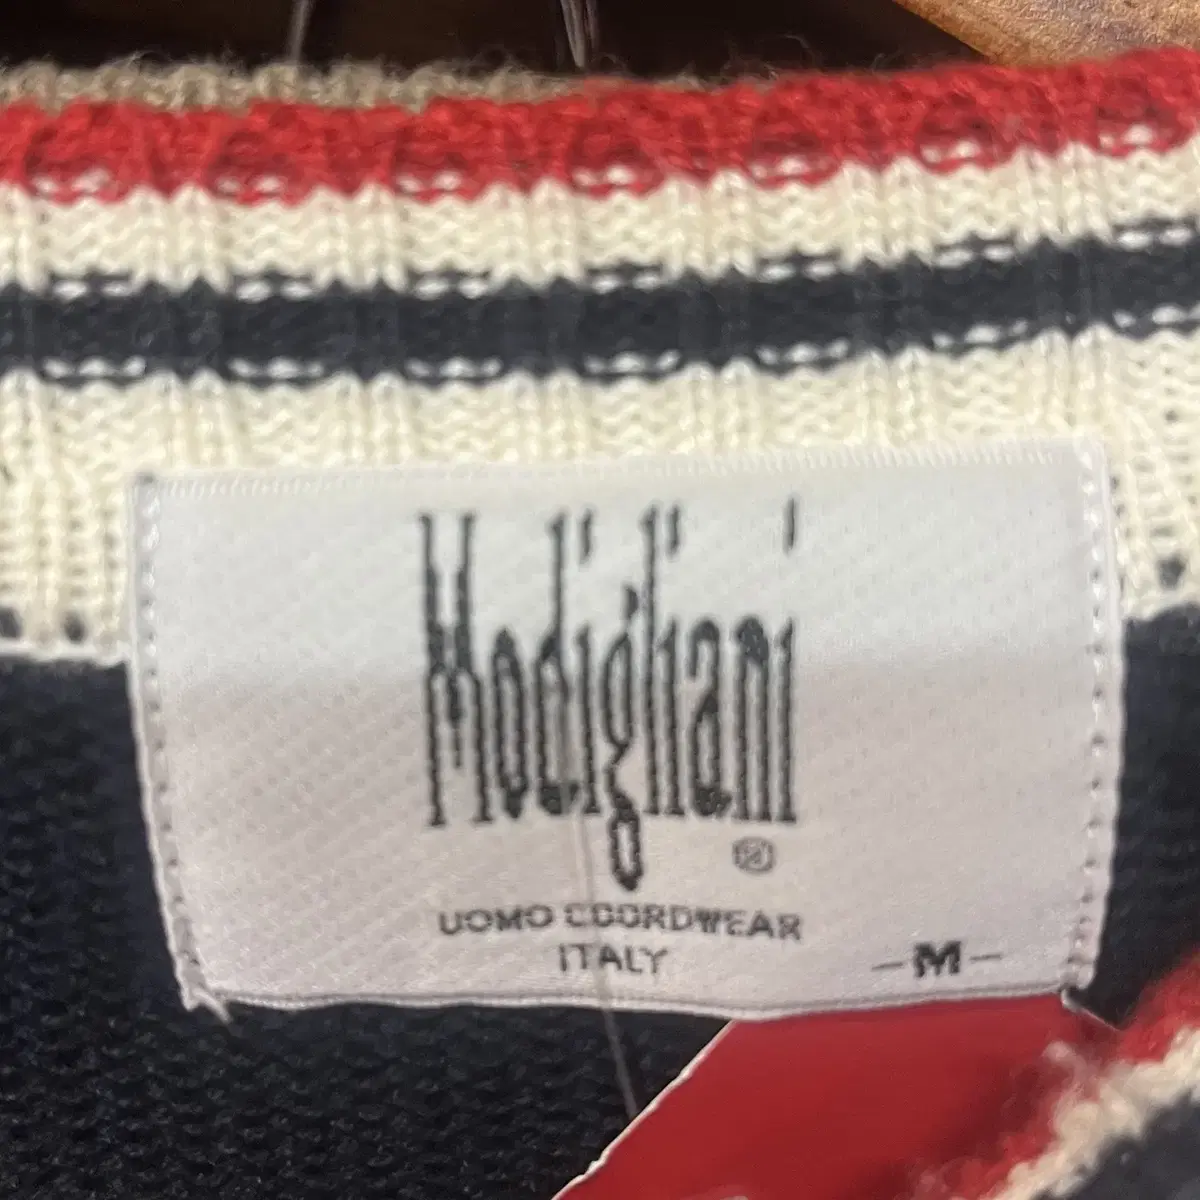 Modigliani
®
UOMO COORDWEAR
ITALY
-M-